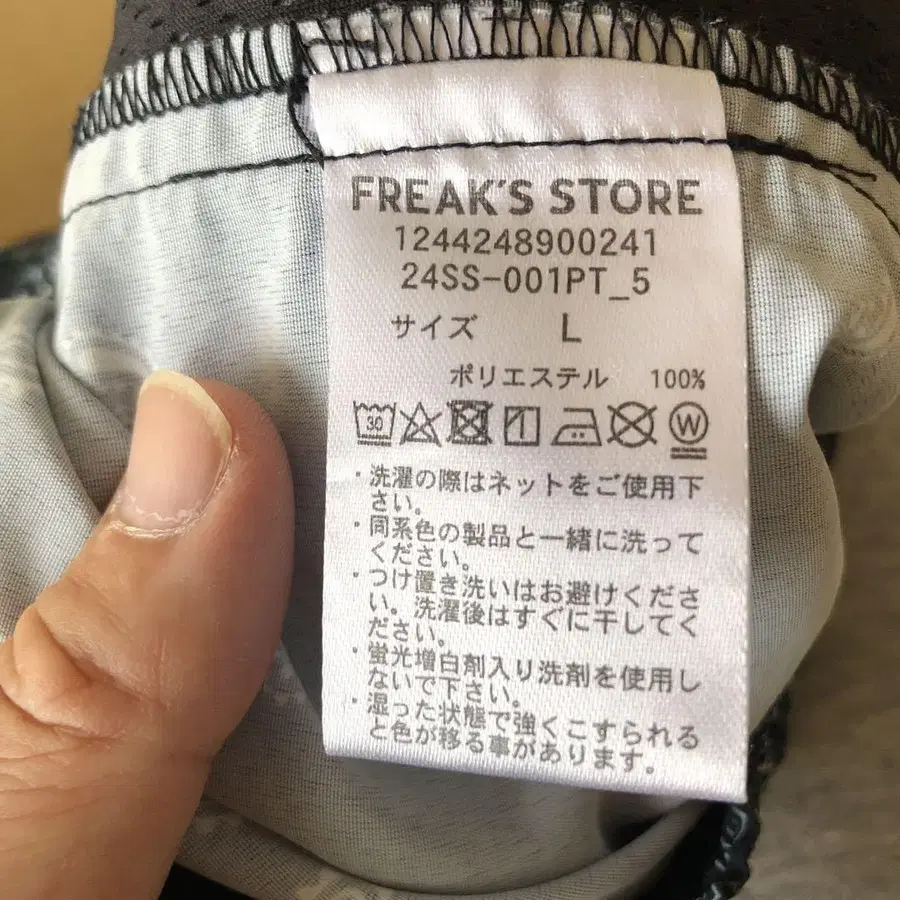 FREAK'S STORE
1244248900241
24SS-001PT_5
サイズ L
ポリエステル 100%
30 W
・洗濯の際はネットをご使用下
さい。
・同系色の製品と一緒に洗って
ください。
・つけ置き洗いはお避けくださ
い。洗濯後はすぐに干してく
ださい。
・蛍光増白剤入り洗剤を使用し
ないで下さい。
・湿った状態で強くこすられる
と色が移る事があります。